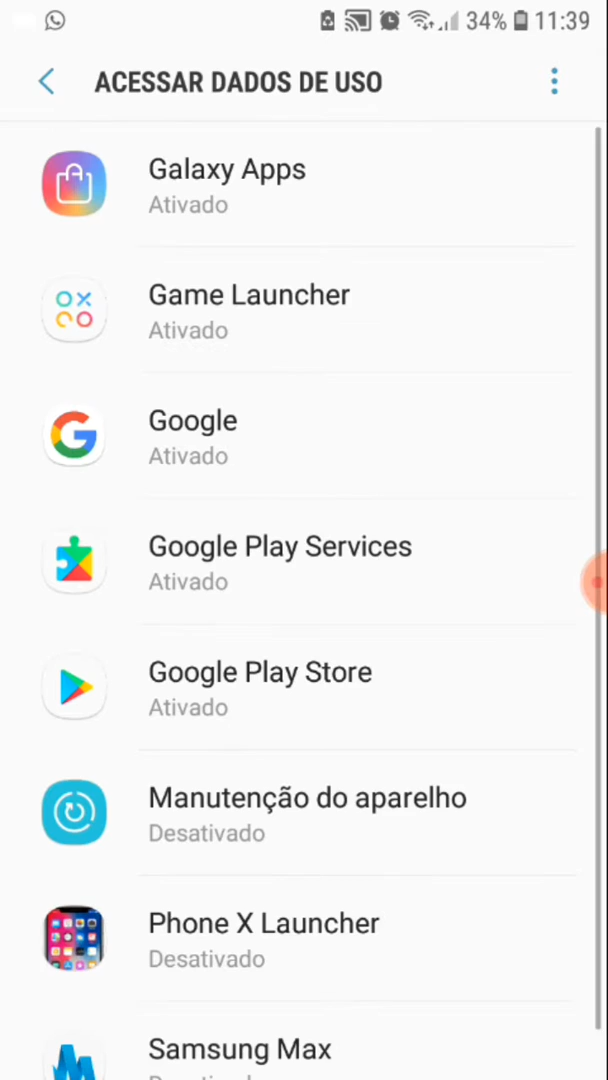 34% 11:39
ACESSAR DADOS DE USO
Galaxy Apps
Ativado
Game Launcher
Ativado
Google
Ativado
Google Play Services
Ativado
Google Play Store
Ativado
Manutenção do aparelho
Desativado
Phone X Launcher
Desativado
Samsung Max